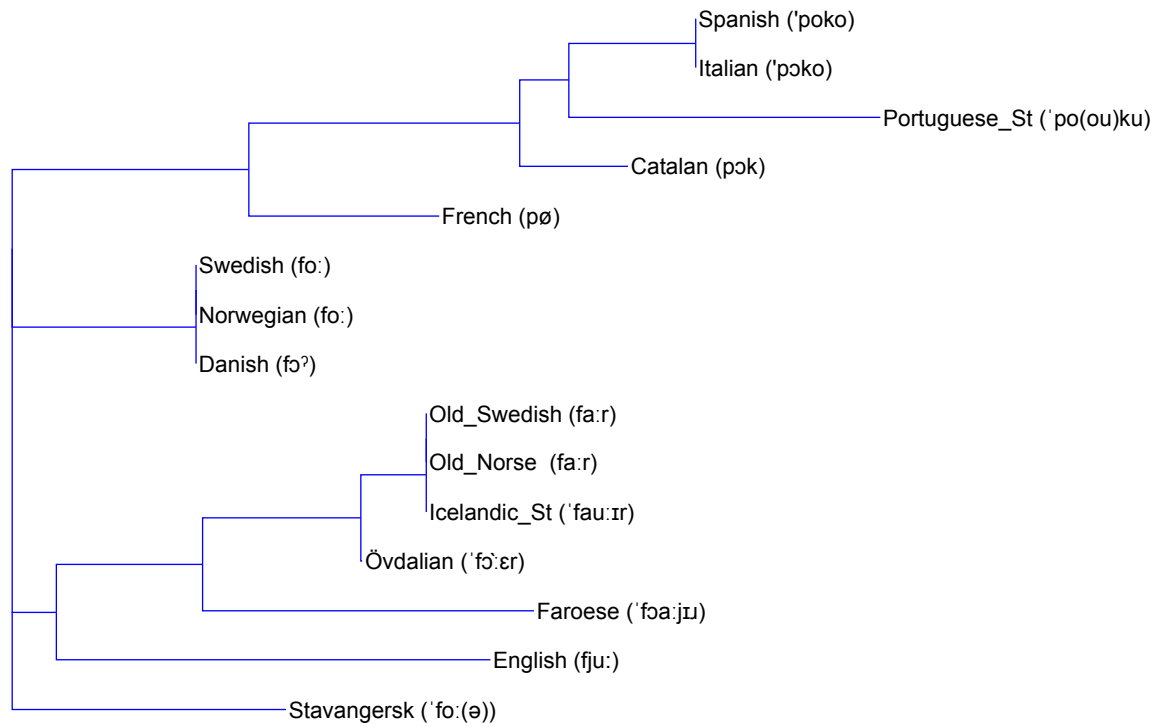 Spanish ('poko)
Italian ('pɔko)
Portuguese_St (ˈpo(ou)ku)
Catalan (pɔk)
French (pø)
Swedish (foː)
Norwegian (foː)
Danish (fɔˀ)
Old_Swedish (faːr)
Old_Norse  (faːr)
Icelandic_St (ˈfauːɪr)
Övdalian (ˈfɔ̀ːɛr)
Faroese (ˈfɔaːjɪɹ)
English (fjuː)
Stavangersk (ˈfoː(ə))